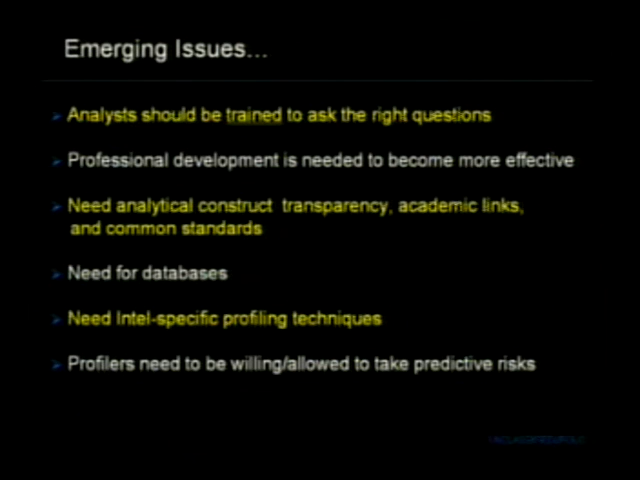 Emerging Issues...
➢ Analysts should be trained to ask the right questions
➢ Professional development is needed to become more effective
➢ Need analytical construct transparency, academic links,
and common standards
➢ Need for databases
➢ Need Intel-specific profiling techniques
➢ Profilers need to be willing/allowed to take predictive risks